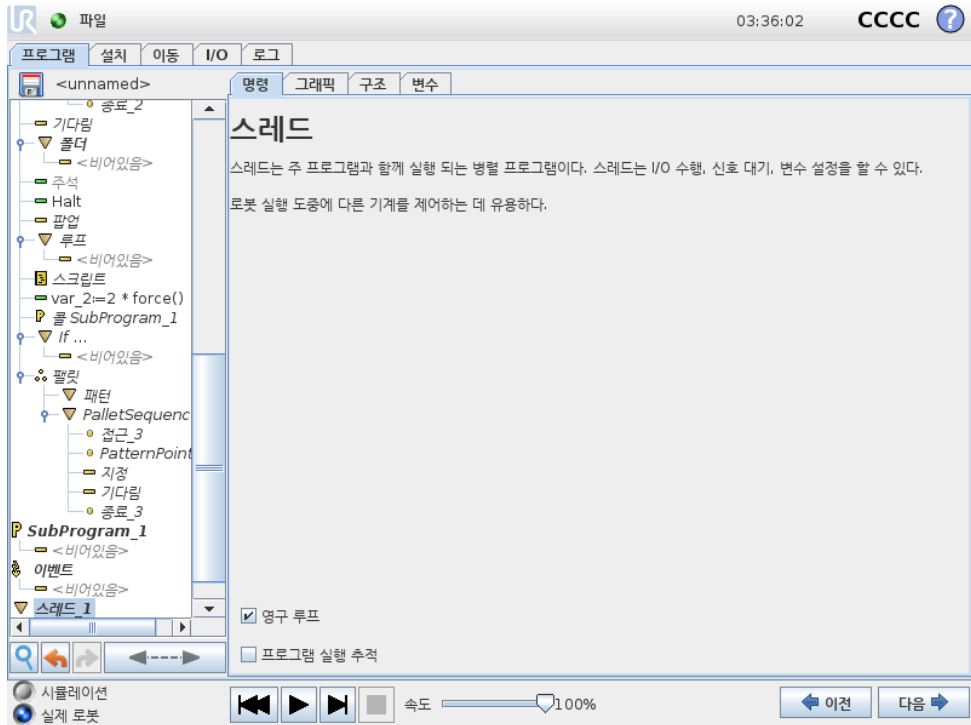 UR 파일 03:36:02 CCCC ?
프로그램 설치 이동 I/O 로그
<unnamed> 명령 그래픽 구조 변수
종료_2
기다림
폴더
<비어있음>
주석
Halt
팝업
루프
<비어있음>
스크립트
var_2:=2 * force()
콜 SubProgram_1
If ...
<비어있음>
팰릿
패턴
PalletSequenc
접근_3
PatternPoint
지정
기다림
종료_3
SubProgram_1
<비어있음>
이벤트
<비어있음>
스레드_1
스레드
스레드는 주 프로그램과 함께 실행 되는 병렬 프로그램이다. 스레드는 I/O 수행, 신호 대기, 변수 설정을 할 수 있다.
로봇 실행 도중에 다른 기계를 제어하는 데 유용하다.
영구 루프
프로그램 실행 추적
시뮬레이션
실제 로봇
속도 100%
이전 다음